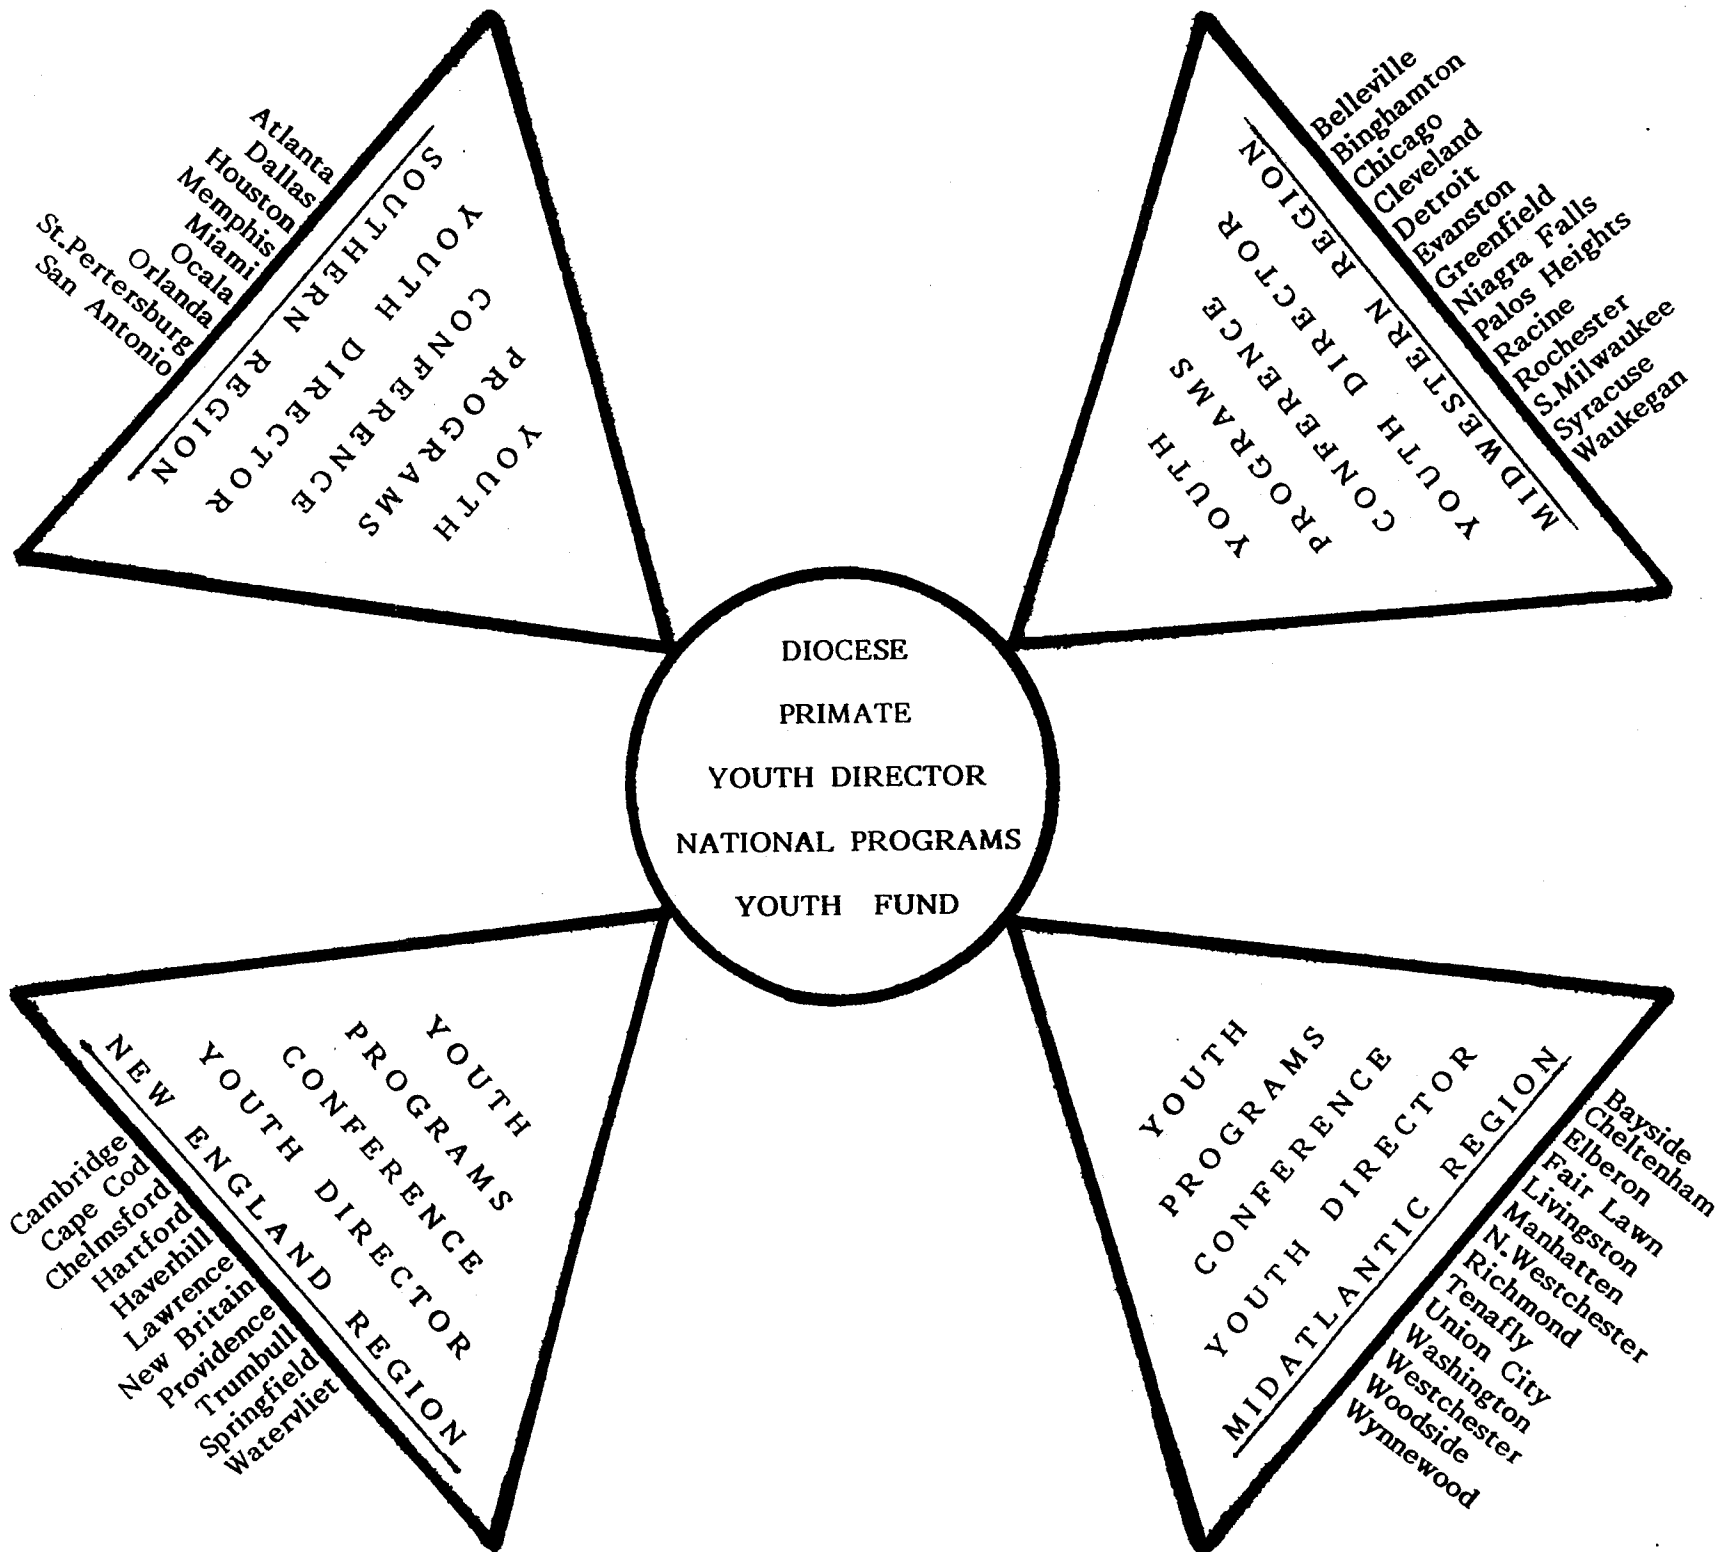 Atlanta
Dallas
Houston
Memphis
Miami
Ocala
Orlanda
St.Pertersburg
San Antonio
SOUTHERN REGION
YOUTH DIRECTOR
CONFERENCE
PROGRAMS
YOUTH
Belleville
Binghamton
Chicago
Cleveland
Detroit
Evanston
Greenfield
Niagra Falls
Palos Heights
Racine
Rochester
S.Milwaukee
Syracuse
Waukegan
MIDWESTERN REGION
YOUTH DIRECTOR
CONFERENCE
PROGRAMS
YOUTH
DIOCESE
PRIMATE
YOUTH DIRECTOR
NATIONAL PROGRAMS
YOUTH FUND
YOUTH
PROGRAMS
CONFERENCE
YOUTH DIRECTOR
NEW ENGLAND REGION
Cambridge
Cape Cod
Chelmsford
Hartford
Haverhill
Lawrence
New Britain
Providence
Trumbull
Springfield
Watervliet
YOUTH
PROGRAMS
CONFERENCE
YOUTH DIRECTOR
MIDATLANTIC REGION
Bayside
Cheltenham
Elberon
Fair Lawn
Livingston
Manhatten
N.Westchester
Richmond
Tenafly
Union City
Washington
Westchester
Woodside
Wynnewood